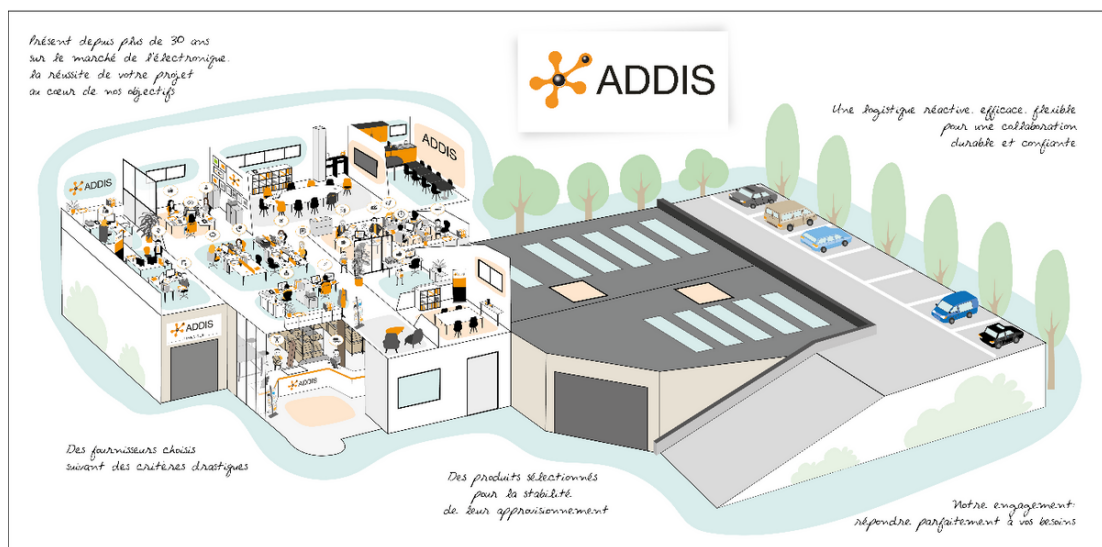 Présent depuis plus de 30 ans
sur le marché de l'électronique.
la réussite de votre projet
au cœur de nos objectifs
ADDIS
Une logistique réactive. efficace. flexible
pour une collaboration
durable et confiante
ADDIS
ADDIS
ADDIS
ADDIS
Des fournisseurs choisis
suivant des critères drastiques
Des produits sélectionnés
pour la stabilité
de leur approvisionnement
Notre engagement:
répondre parfaitement à vos besoins